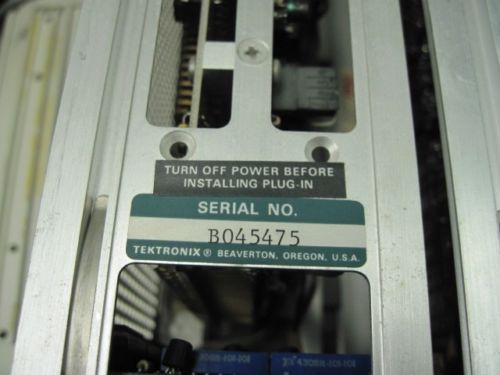 TURN OFF POWER BEFORE
INSTALLING PLUG-IN
SERIAL NO.
B045475
TEKTRONIX® BEAVERTON, OREGON, U.S.A.